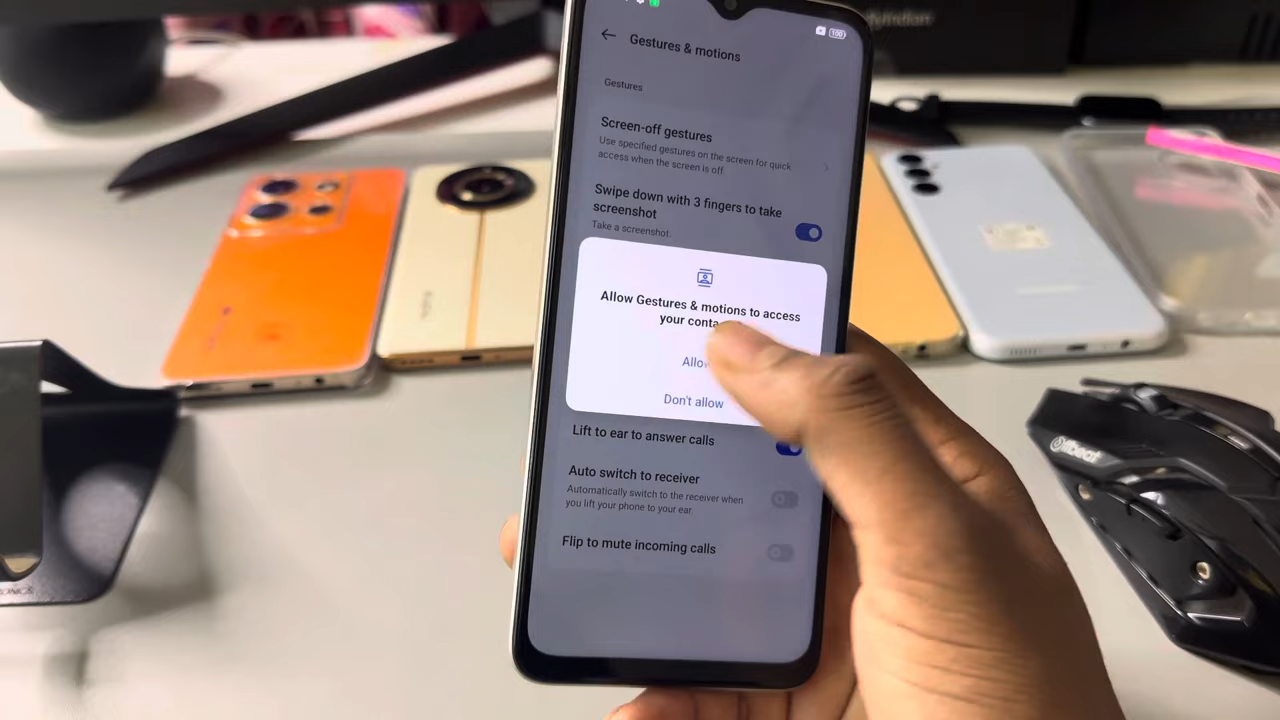 100
Gestures & motions
Gestures
Screen-off gestures
Use specified gestures on the screen for quick
access when the screen is off.
Swipe down with 3 fingers to take
screenshot
Take a screenshot.
Allow Gestures & motions to access
your conta
Allow
Don't allow
Lift to ear to answer calls
Auto switch to receiver
Automatically switch to the receiver when
you lift your phone to your ear.
Flip to mute incoming calls